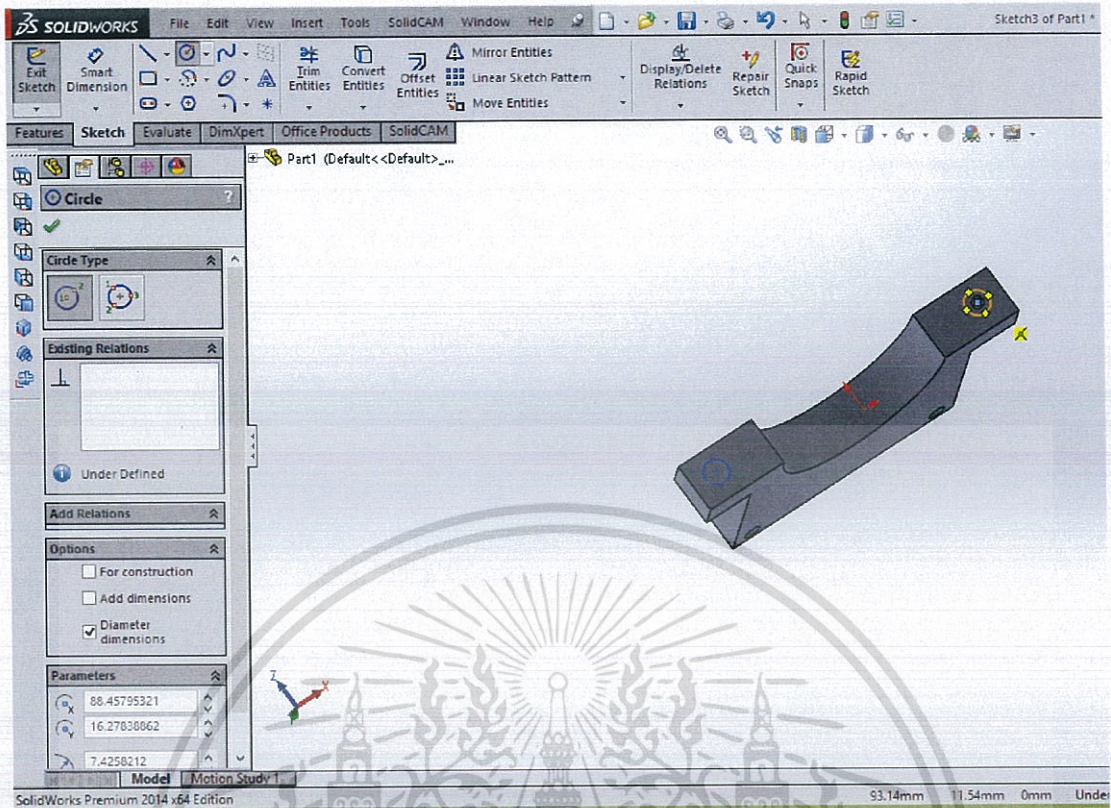 SOLIDWORKS File Edit View Insert Tools SolidCAM Window Help Sketch3 of Part1 *
Exit Sketch
Smart Dimension
Trim Entities
Convert Entities
Offset Entities
Mirror Entities
Linear Sketch Pattern
Move Entities
Display/Delete Relations
Repair Sketch
Quick Snaps
Rapid Sketch
Features Sketch Evaluate DimXpert Office Products SolidCAM
Part1 (Default<<Default>_...
Circle ?
Circle Type
Existing Relations
Under Defined
Add Relations
Options
For construction
Add dimensions
Diameter dimensions
Parameters
88.45795321
16.27838862
7.4258212
Z X
Model Motion Study 1
SolidWorks Premium 2014 x64 Edition 93.14mm 11.54mm 0mm Unde